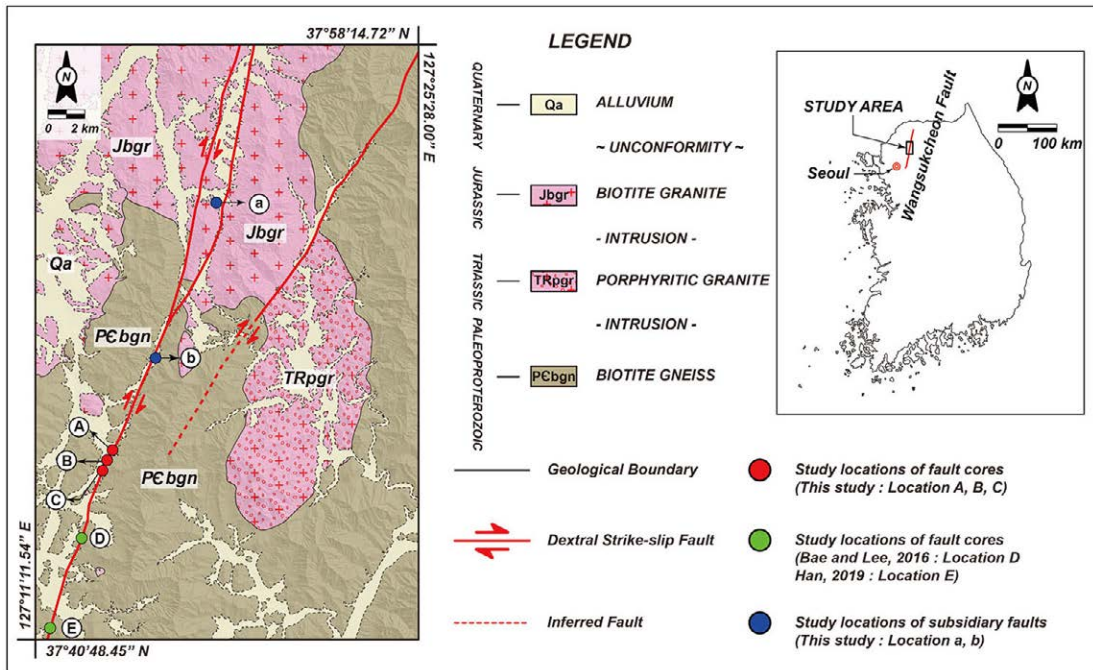 37°58’14.72” N
127°25’28.00” E
N
0 2 km
Jbgr
a
Jbgr
Qa
PЄbgn
b
TRpgr
A
B
PЄbgn
C
D
E
127°11’11.54” E
37°40’48.45” N
LEGEND
QUATERNARY
Qa
ALLUVIUM
~ UNCONFORMITY ~
JURASSIC
Jbgr
BIOTITE GRANITE
- INTRUSION -
TRIASSIC
TRpgr
PORPHYRITIC GRANITE
- INTRUSION -
PALEOPROTEROZOIC
PЄbgn
BIOTITE GNEISS
Geological Boundary
Dextral Strike-slip Fault
Inferred Fault
Study locations of fault cores
(This study : Location A, B, C)
Study locations of fault cores
(Bae and Lee, 2016 : Location D
Han, 2019 : Location E)
Study locations of subsidiary faults
(This study : Location a, b)
STUDY AREA
Seoul
Wangsukcheon Fault
N
0 100 km